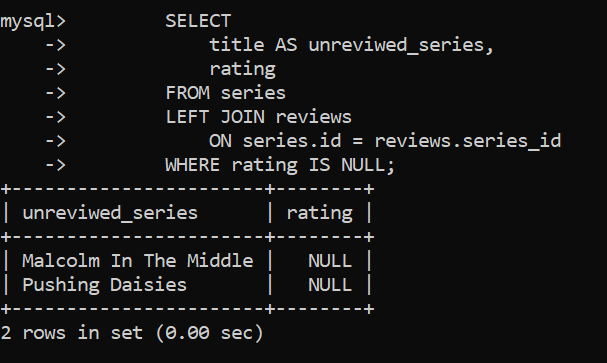 mysql>        SELECT
    ->            title AS unreviwed_series,
    ->            rating
    ->        FROM series
    ->        LEFT JOIN reviews
    ->            ON series.id = reviews.series_id
    ->        WHERE rating IS NULL;
+-----------------------+--------+
| unreviwed_series      | rating |
+-----------------------+--------+
| Malcolm In The Middle |   NULL |
| Pushing Daisies       |   NULL |
+-----------------------+--------+
2 rows in set (0.00 sec)